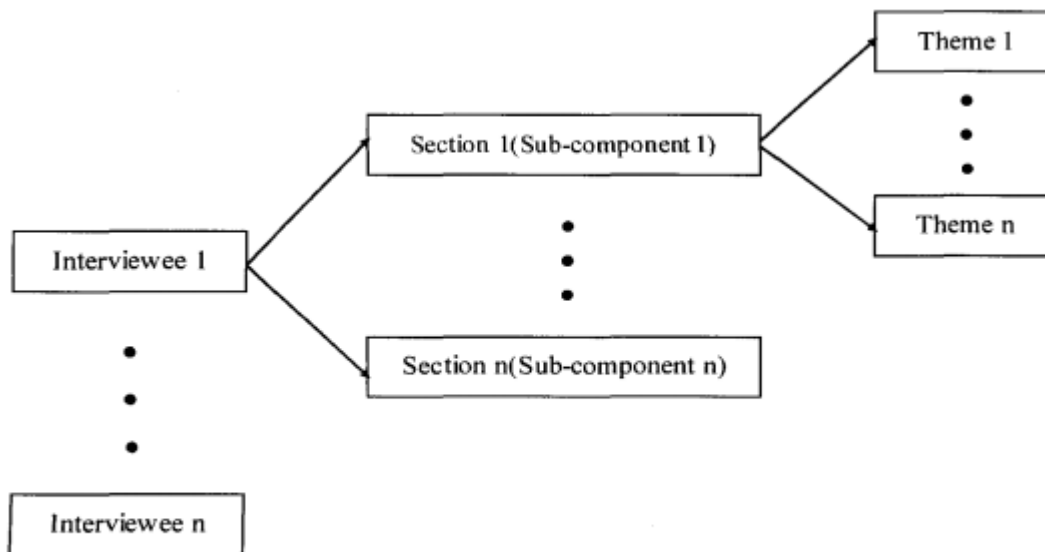 Theme 1
Section 1(Sub-component 1)
Theme n
Interviewee 1
Section n(Sub-component n)
Interviewee n